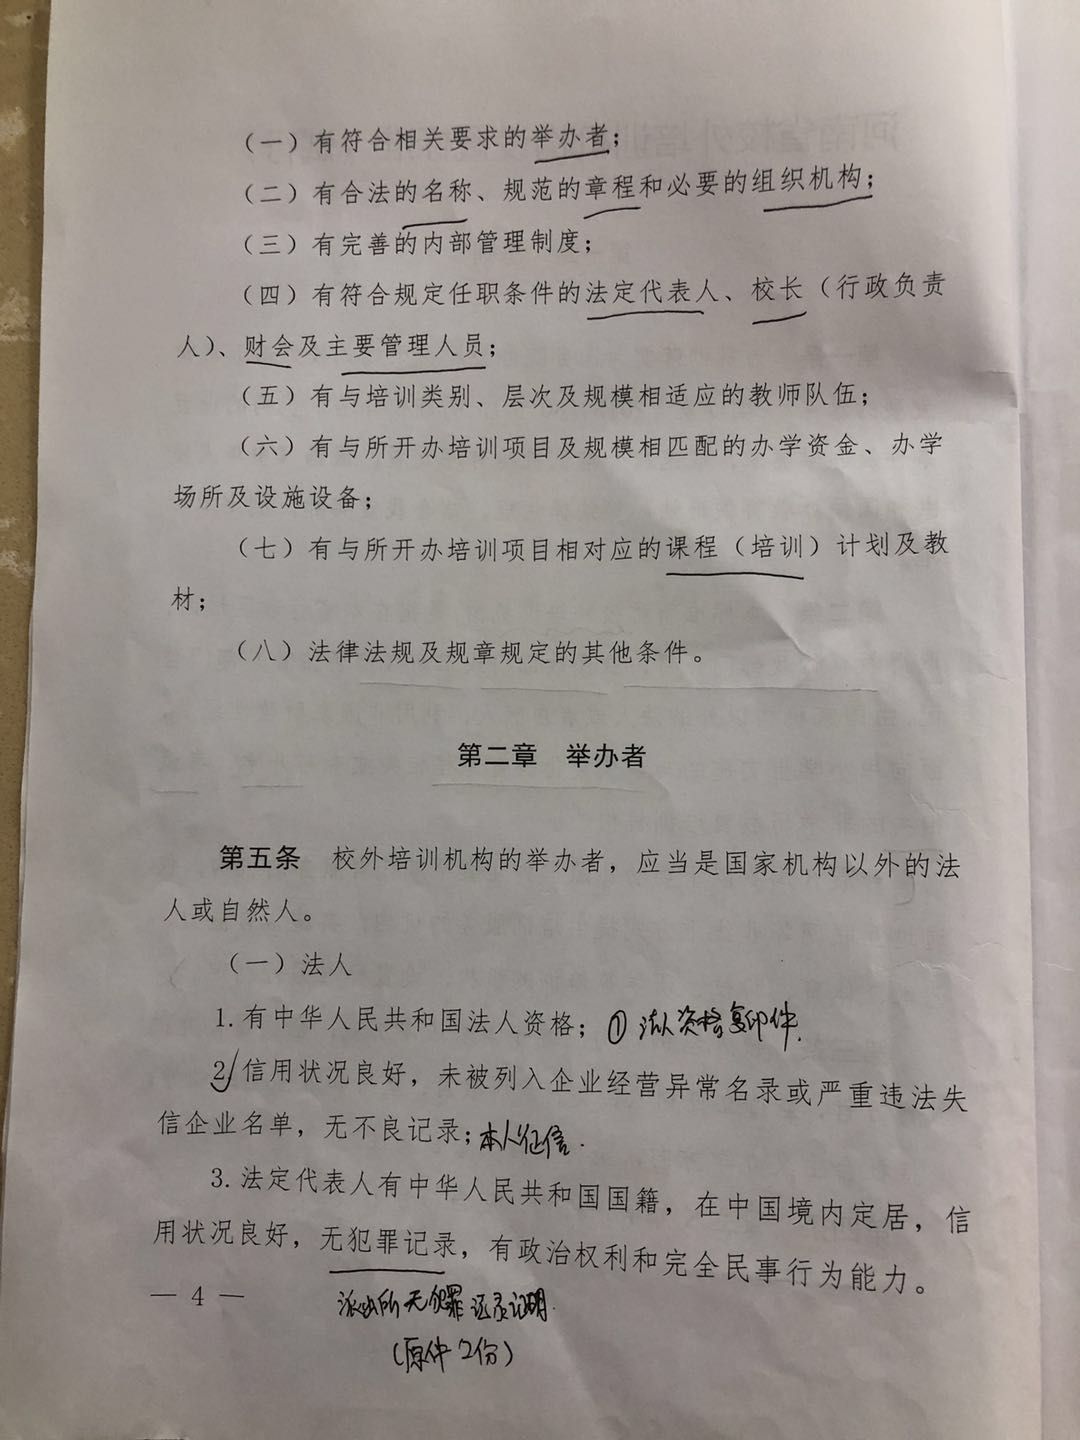 （一）有符合相关要求的举办者；
（二）有合法的名称、规范的章程和必要的组织机构；
（三）有完善的内部管理制度；
（四）有符合规定任职条件的法定代表人、校长（行政负责
人）、财会及主要管理人员；
（五）有与培训类别、层次及规模相适应的教师队伍；
（六）有与所开办培训项目及规模相匹配的办学资金、办学
场所及设施设备；
（七）有与所开办培训项目相对应的课程（培训）计划及教
材；
（八）法律法规及规章规定的其他条件。
第二章 举办者
第五条 校外培训机构的举办者，应当是国家机构以外的法
人或自然人。
（一）法人
1.有中华人民共和国法人资格；①法人资格复印件.
2.信用状况良好，未被列入企业经营异常名录或严重违法失
信企业名单，无不良记录；本人征信.
3.法定代表人有中华人民共和国国籍，在中国境内定居，信
用状况良好，无犯罪记录，有政治权利和完全民事行为能力。
— 4 —
派出所无犯罪记录证明.
（原件2份）